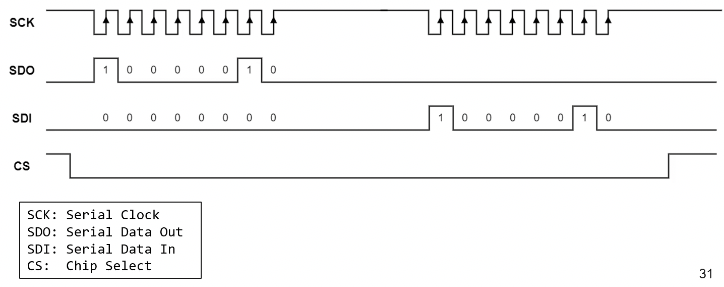 SCK
SDO 1 0 0 0 0 0 1 0
SDI 0 0 0 0 0 0 0 0 1 0 0 0 0 0 1 0
CS
SCK: Serial Clock
SDO: Serial Data Out
SDI: Serial Data In
CS: Chip Select
31